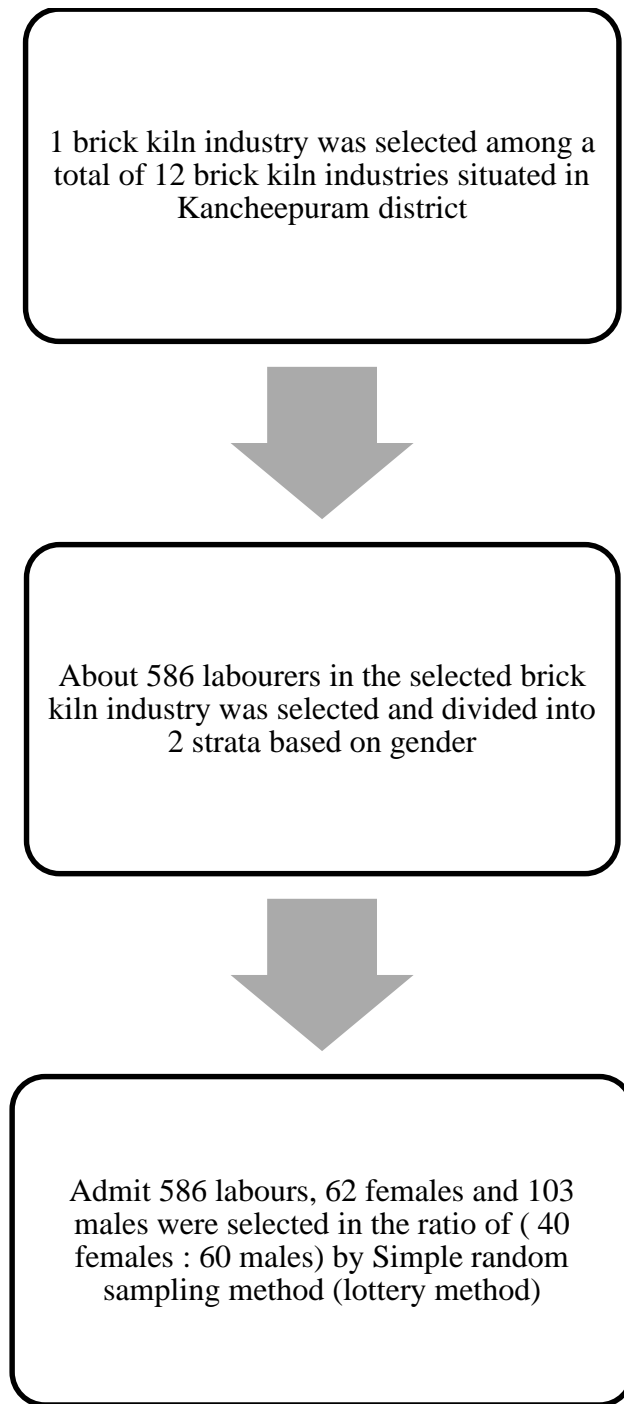 1 brick kiln industry was selected among a
total of 12 brick kiln industries situated in
Kancheepuram district
About 586 labourers in the selected brick
kiln industry was selected and divided into
2 strata based on gender
Admit 586 labours, 62 females and 103
males were selected in the ratio of ( 40
females : 60 males) by Simple random
sampling method (lottery method)